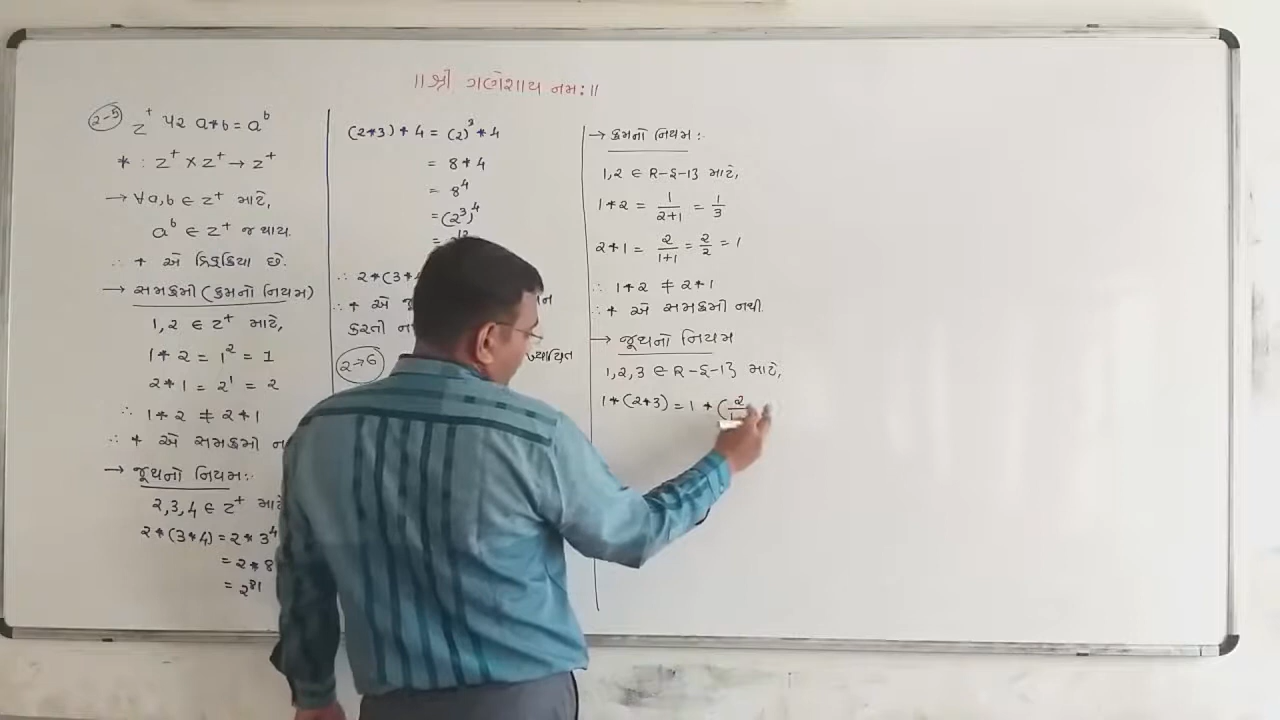 ॥ શ્રી ગણેશાય નમઃ ॥
૨-૫ Z⁺ પર a*b = aᵇ
* : Z⁺ × Z⁺ → Z⁺
→ ∀a,b ∈ Z⁺ માટે,
aᵇ ∈ Z⁺ જ થાય.
∴ * એ દ્વિક્ક્રિયા છે.
→ સમક્રમી (ક્રમનો નિયમ)
1, 2 ∈ Z⁺ માટે,
1 * 2 = 1² = 1
2 * 1 = 2¹ = 2
∴ 1 * 2 ≠ 2 * 1
∴ * એ સમક્રમી
→ જૂથનો નિયમ :-
2, 3, 4 ∈ Z⁺ માટે
2 * (3 * 4) = 2 * 3⁴
= 2 * 8
= 2⁸¹
(2 * 3) * 4 = (2)³ * 4
= 8 * 4
= 8⁴
= (2³)⁴
∴ 2 * (3 *
∴ * એ
કરતી
૨→6
→ ક્રમનો નિયમ :-
1, 2 ∈ R - {-1} માટે,
1 * 2 = 1/(2+1) = 1/3
2 * 1 = 2/(1+1) = 2/2 = 1
∴ 1 * 2 ≠ 2 * 1
∴ * એ સમક્રમી નથી.
→ જૂથનો નિયમ
1, 2, 3 ∈ R - {-1} માટે,
1 * (2 * 3) = 1 * (2